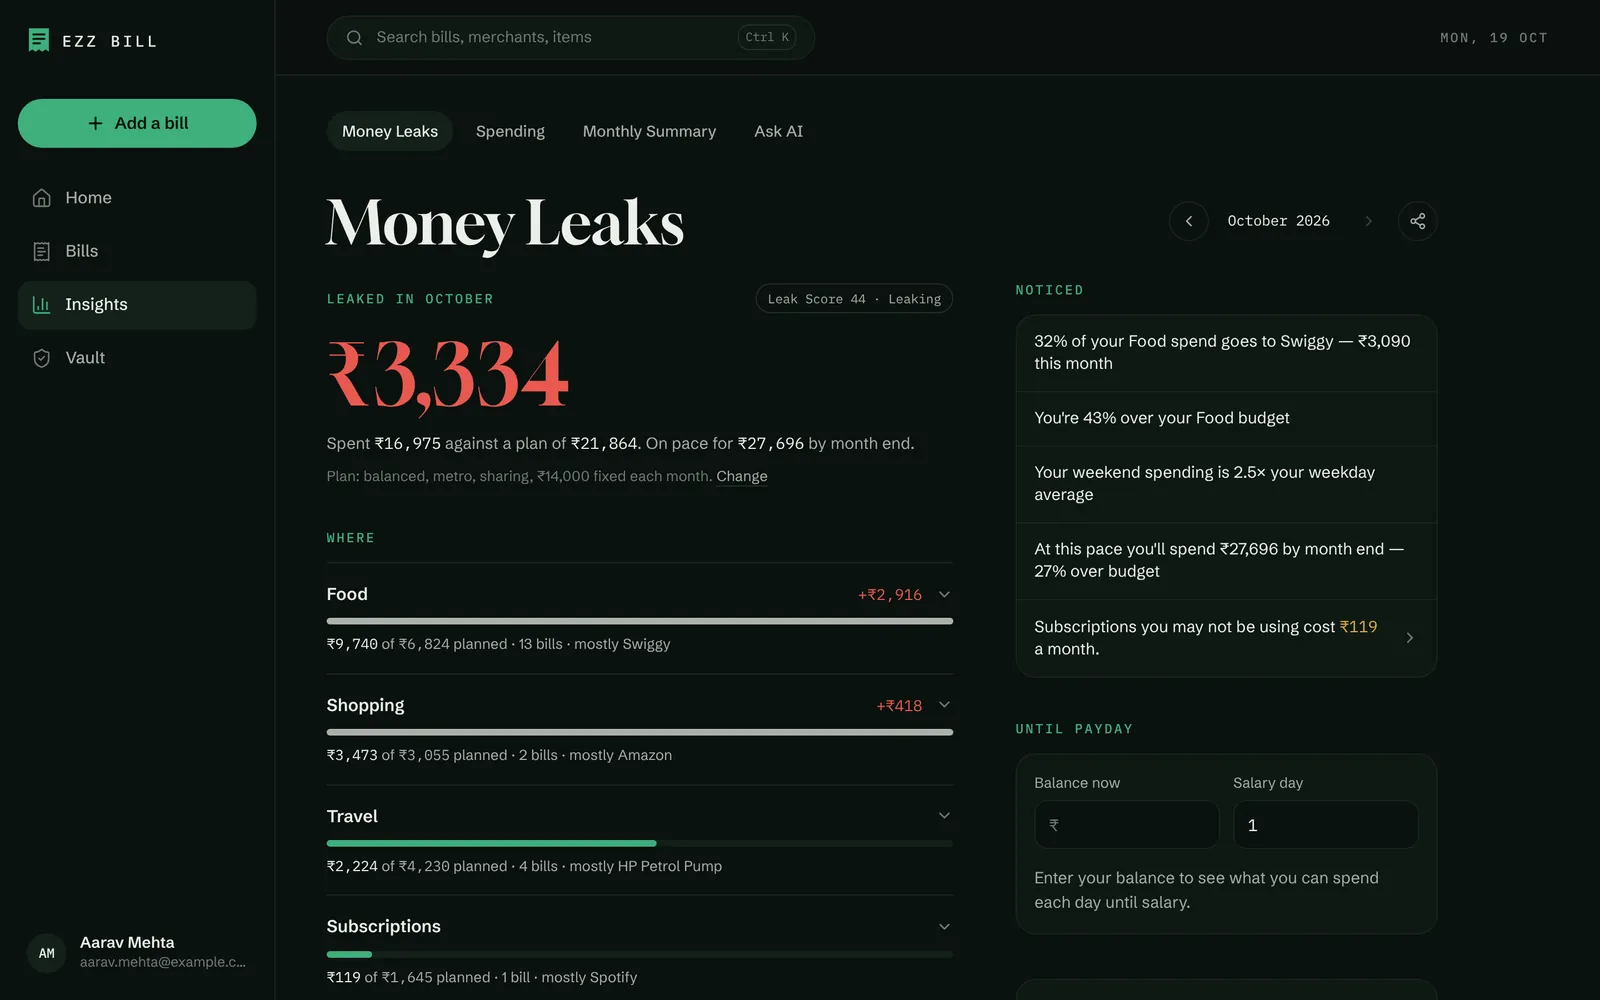 EZZ BILL
Add a bill
Home
Bills
Insights
Vault
AM
Aarav Mehta
aarav.mehta@example.c...
Search bills, merchants, items
Ctrl K
MON, 19 OCT
Money Leaks
Spending
Monthly Summary
Ask AI
Money Leaks
October 2026
LEAKED IN OCTOBER
Leak Score 44 · Leaking
₹3,334
Spent ₹16,975 against a plan of ₹21,864. On pace for ₹27,696 by month end.
Plan: balanced, metro, sharing, ₹14,000 fixed each month. Change
WHERE
Food
+₹2,916
₹9,740 of ₹6,824 planned · 13 bills · mostly Swiggy
Shopping
+₹418
₹3,473 of ₹3,055 planned · 2 bills · mostly Amazon
Travel
₹2,224 of ₹4,230 planned · 4 bills · mostly HP Petrol Pump
Subscriptions
₹119 of ₹1,645 planned · 1 bill · mostly Spotify
NOTICED
32% of your Food spend goes to Swiggy — ₹3,090
this month
You're 43% over your Food budget
Your weekend spending is 2.5× your weekday
average
At this pace you'll spend ₹27,696 by month end —
27% over budget
Subscriptions you may not be using cost ₹119
a month.
UNTIL PAYDAY
Balance now
Salary day
₹
1
Enter your balance to see what you can spend
each day until salary.